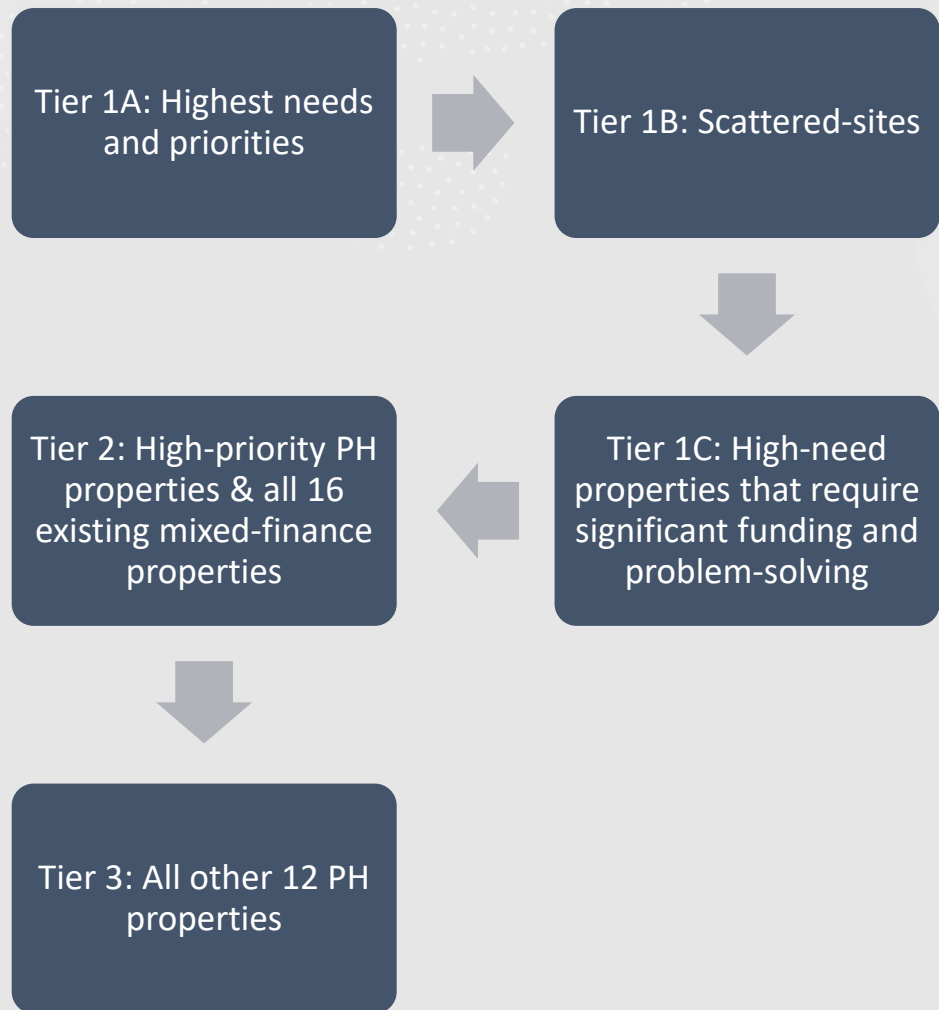 Tier 1A: Highest needs
and priorities
Tier 1B: Scattered-sites
Tier 1C: High-need
properties that require
significant funding and
problem-solving
Tier 2: High-priority PH
properties & all 16
existing mixed-finance
properties
Tier 3: All other 12 PH
properties